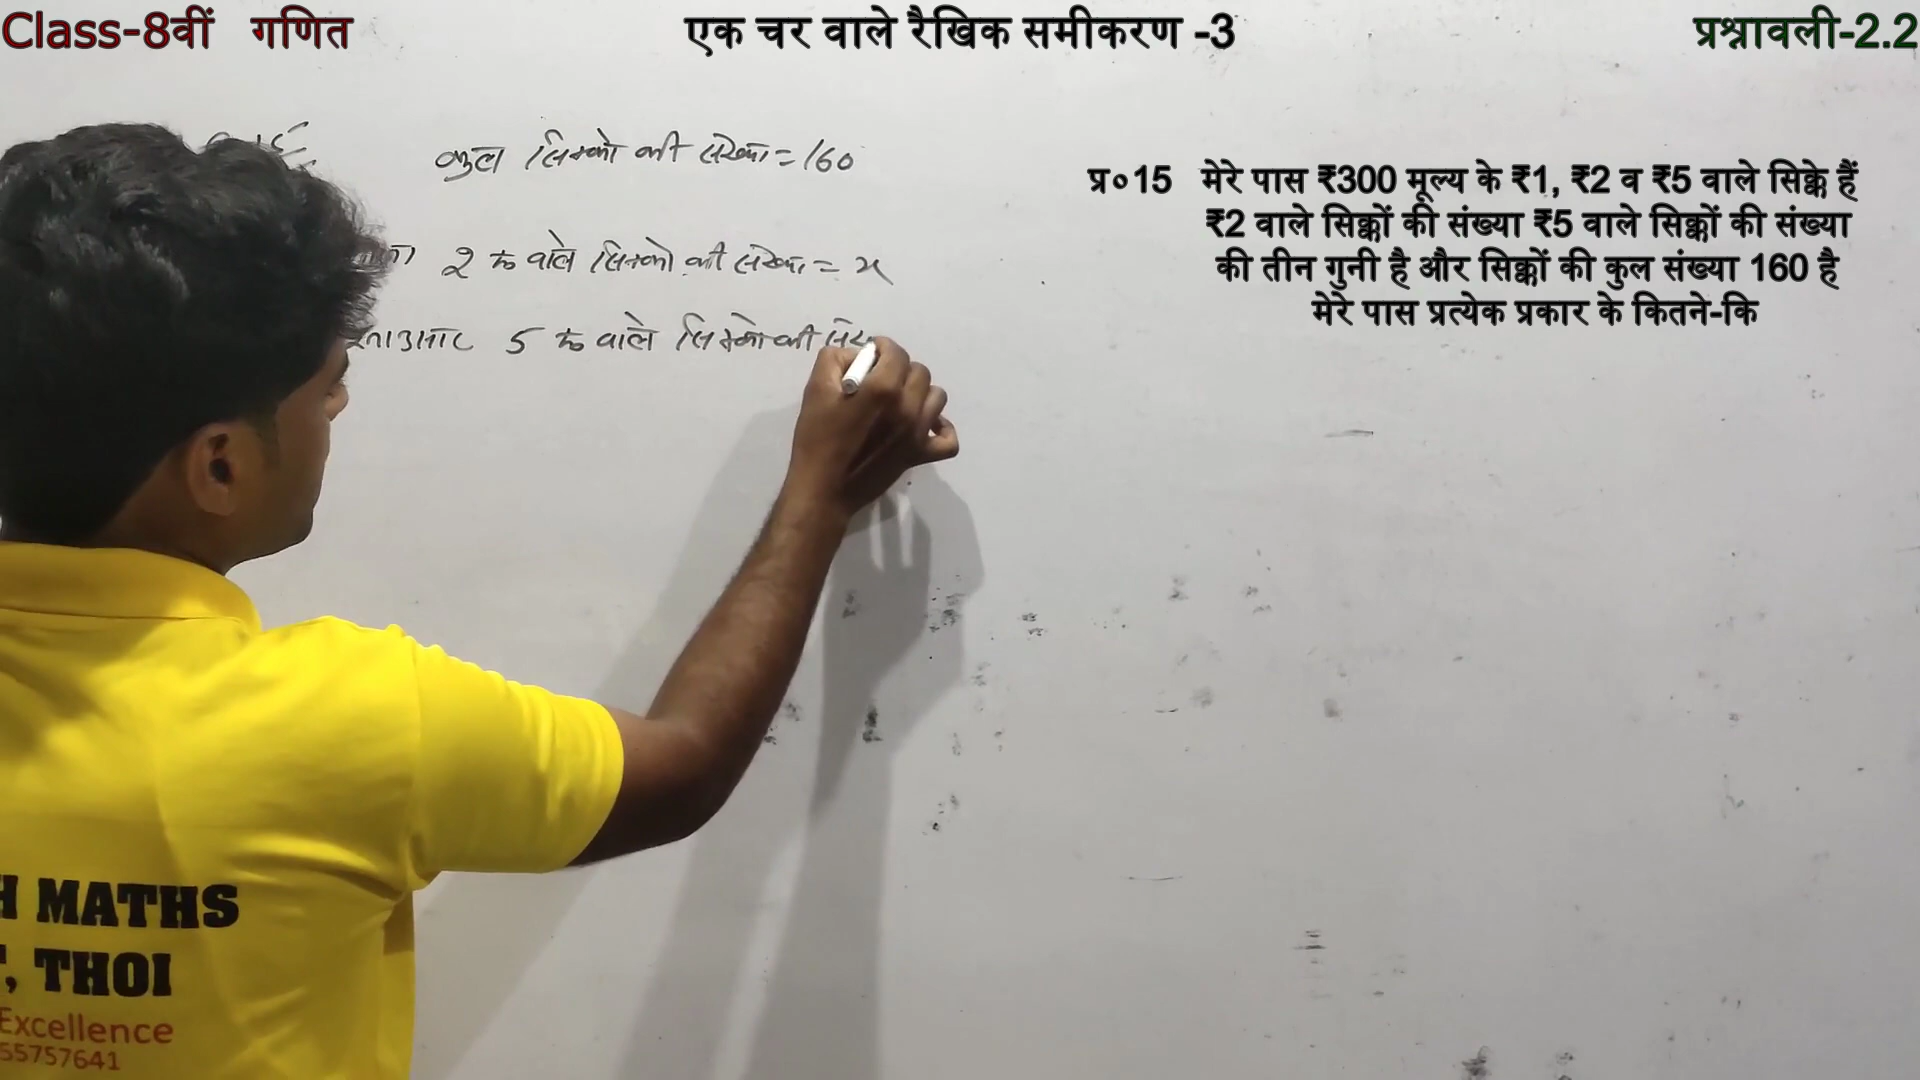 Class-8वीं गणित
एक चर वाले रैखिक समीकरण -3
प्रश्नावली-2.2
कुल सिक्को की संख्या = 160
2 रु वाले सिक्को की संख्या = x
5 रु वाले सिक्को की
प्र०15 मेरे पास ₹300 मूल्य के ₹1, ₹2 व ₹5 वाले सिक्के हैं
₹2 वाले सिक्कों की संख्या ₹5 वाले सिक्कों की संख्या
की तीन गुनी है और सिक्कों की कुल संख्या 160 है
मेरे पास प्रत्येक प्रकार के कितने-कि
H MATHS
, THOI
Excellence
55757641